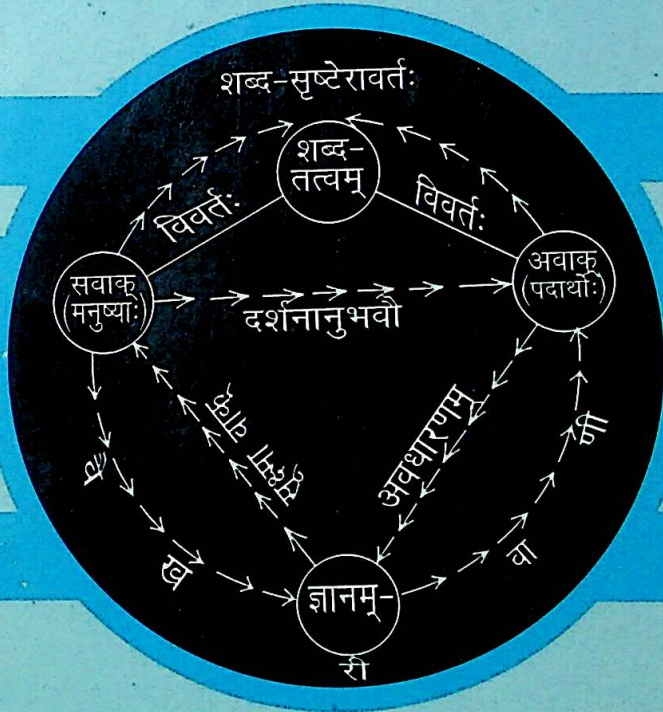 शब्द-सृष्टेरावर्तः
शब्द-
तत्वम्
विवर्तः
विवर्तः
सवाक्
(मनुष्याः)
अवाक्
(पदार्थाः)
दर्शनानुभवौ
सूक्ष्मा वाक्
अवधारणम्
वै
ख
री
वा
णी
ज्ञानम्-